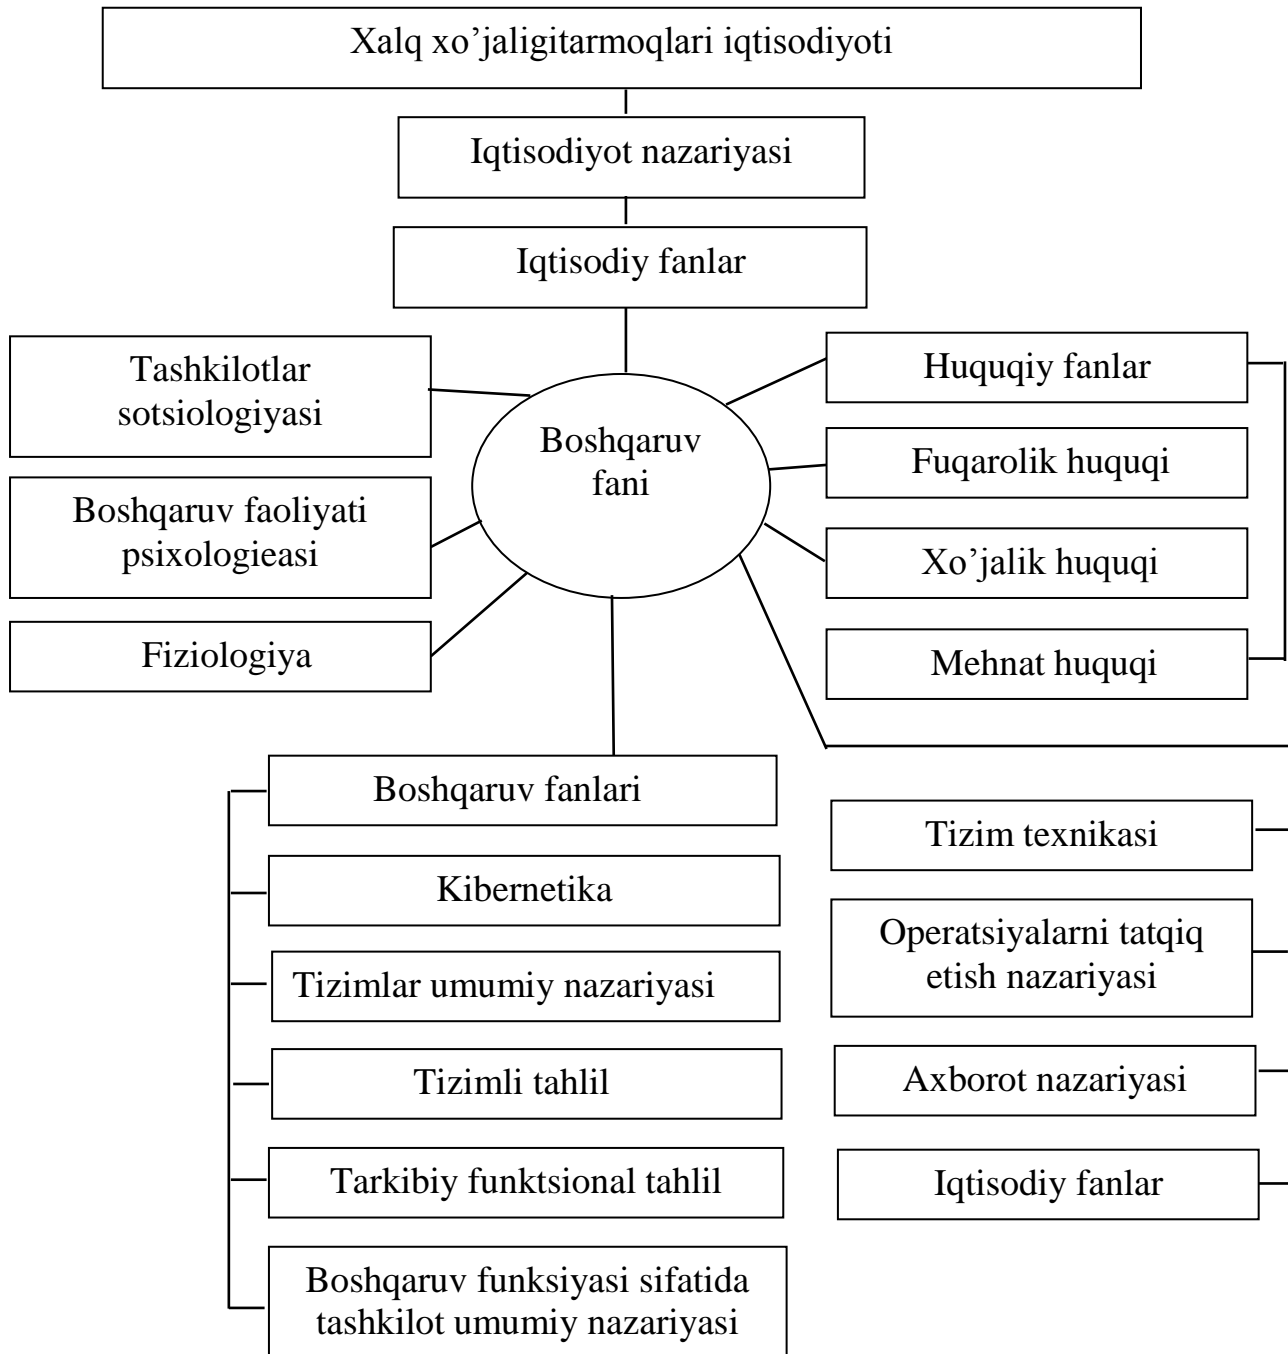 Xalq xo’jaligitarmoqlari iqtisodiyoti
Iqtisodiyot nazariyasi
Iqtisodiy fanlar
Tashkilotlar
sotsiologiyasi
Boshqaruv faoliyati
psixologieasi
Fiziologiya
Boshqaruv
fani
Huquqiy fanlar
Fuqarolik huquqi
Xo’jalik huquqi
Mehnat huquqi
Boshqaruv fanlari
Kibernetika
Tizimlar umumiy nazariyasi
Tizimli tahlil
Tarkibiy funktsional tahlil
Boshqaruv funksiyasi sifatida
tashkilot umumiy nazariyasi
Tizim texnikasi
Operatsiyalarni tatqiq
etish nazariyasi
Axborot nazariyasi
Iqtisodiy fanlar